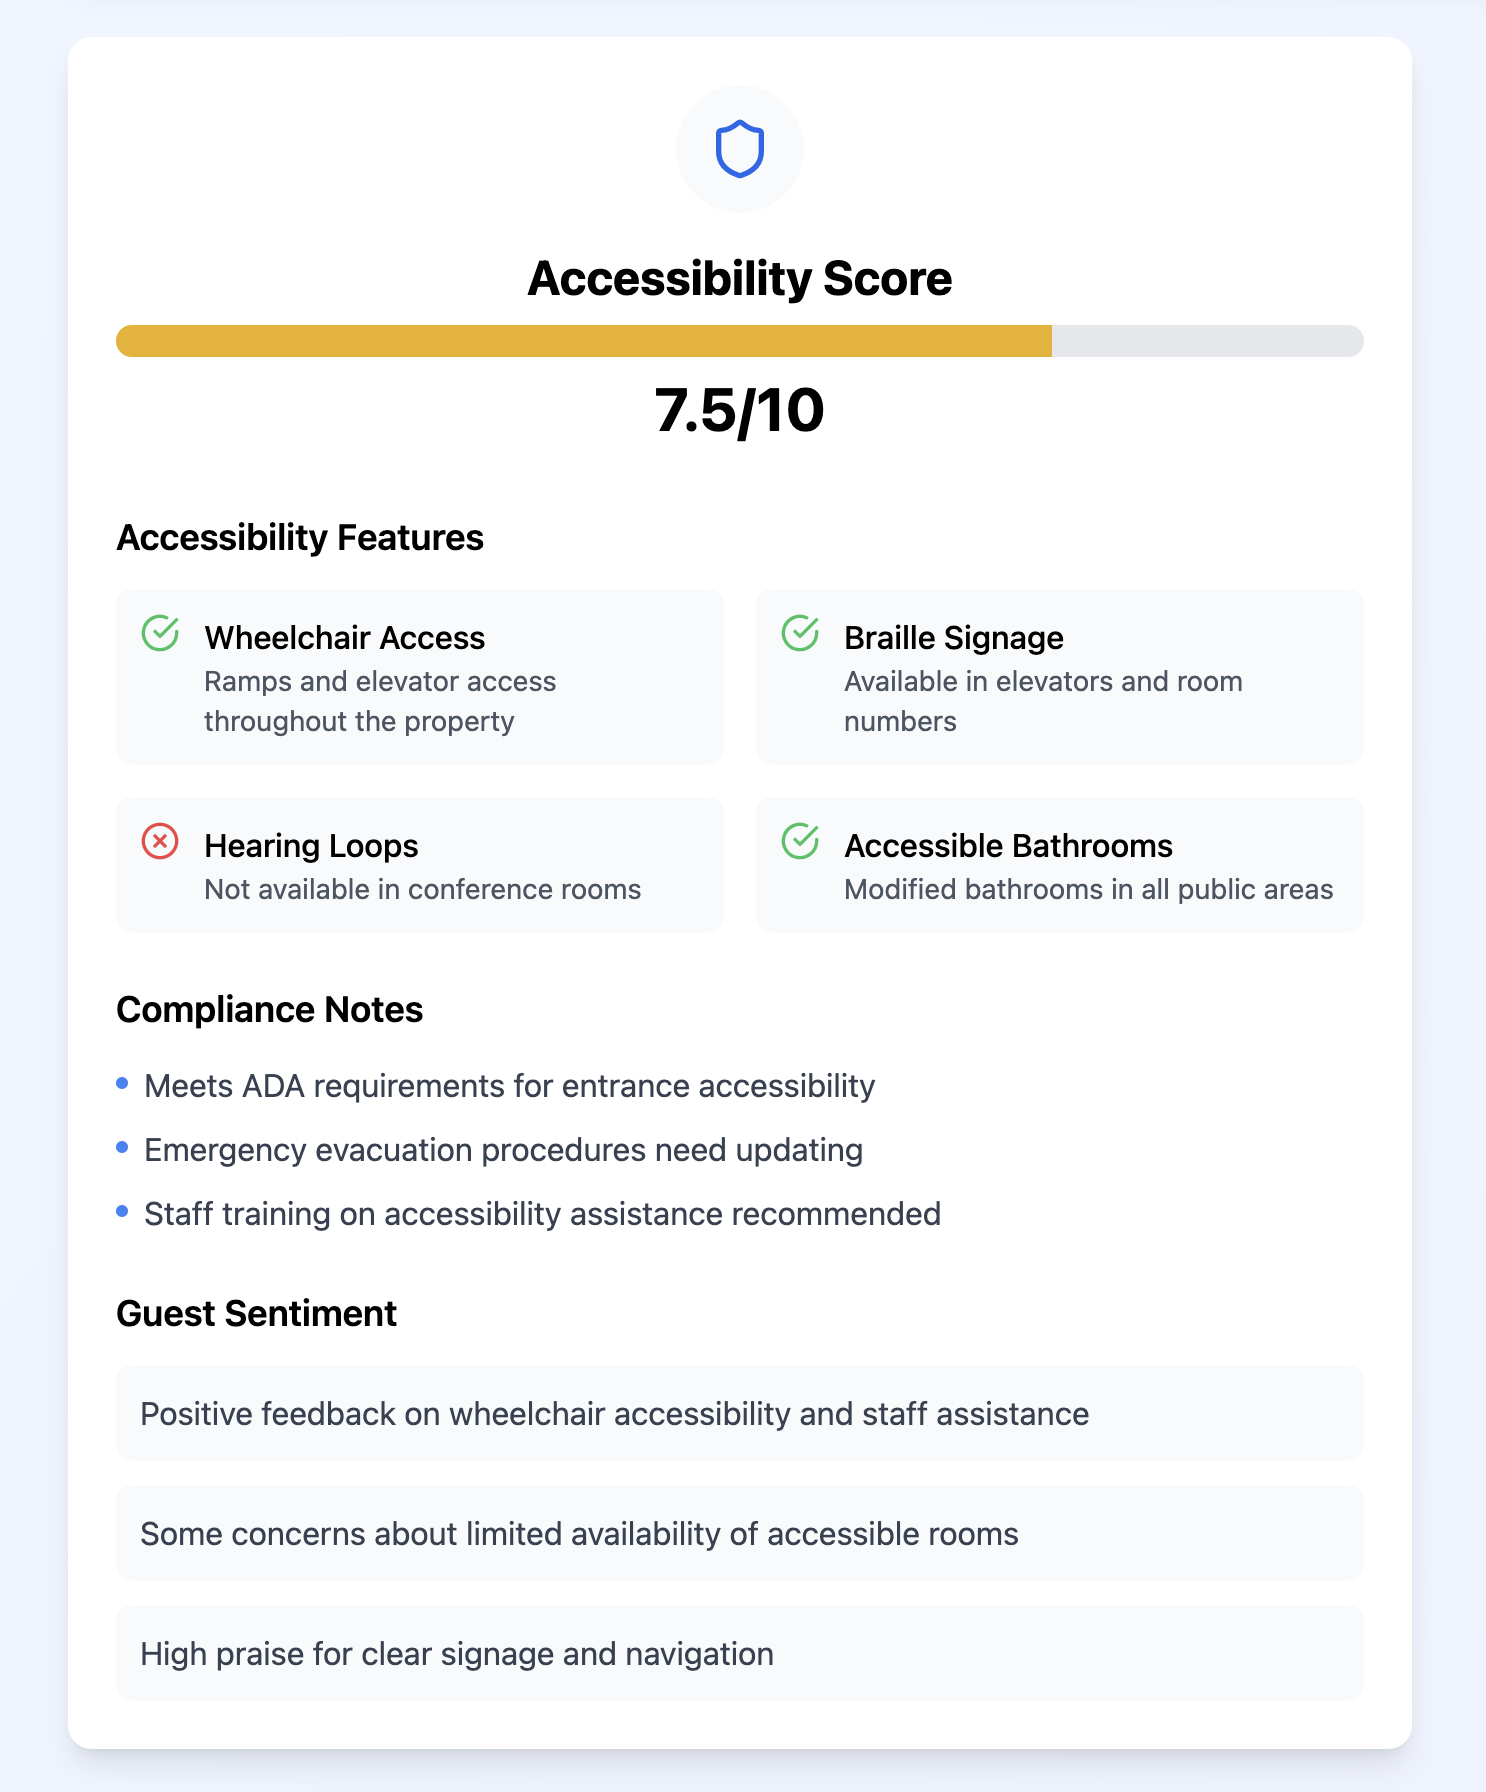 Accessibility Score
7.5/10
Accessibility Features
Wheelchair Access
Ramps and elevator access
throughout the property
Braille Signage
Available in elevators and room
numbers
Hearing Loops
Not available in conference rooms
Accessible Bathrooms
Modified bathrooms in all public areas
Compliance Notes
Meets ADA requirements for entrance accessibility
Emergency evacuation procedures need updating
Staff training on accessibility assistance recommended
Guest Sentiment
Positive feedback on wheelchair accessibility and staff assistance
Some concerns about limited availability of accessible rooms
High praise for clear signage and navigation